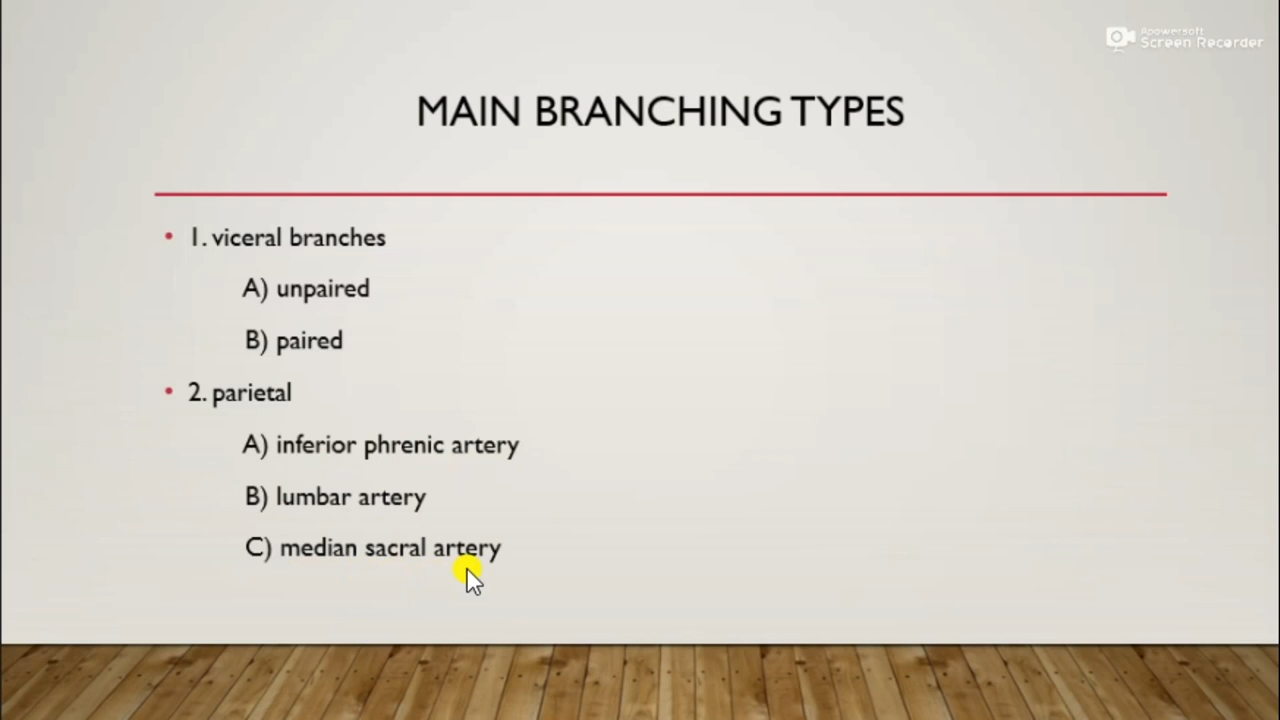 Apowersoft
Screen Recorder
MAIN BRANCHING TYPES
• 1. viceral branches
A) unpaired
B) paired
• 2. parietal
A) inferior phrenic artery
B) lumbar artery
C) median sacral artery